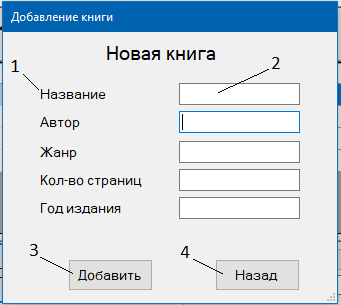 Добавление книги
Новая книга
1 2
Название
Автор
Жанр
Кол-во страниц
Год издания
3 4
Добавить Назад